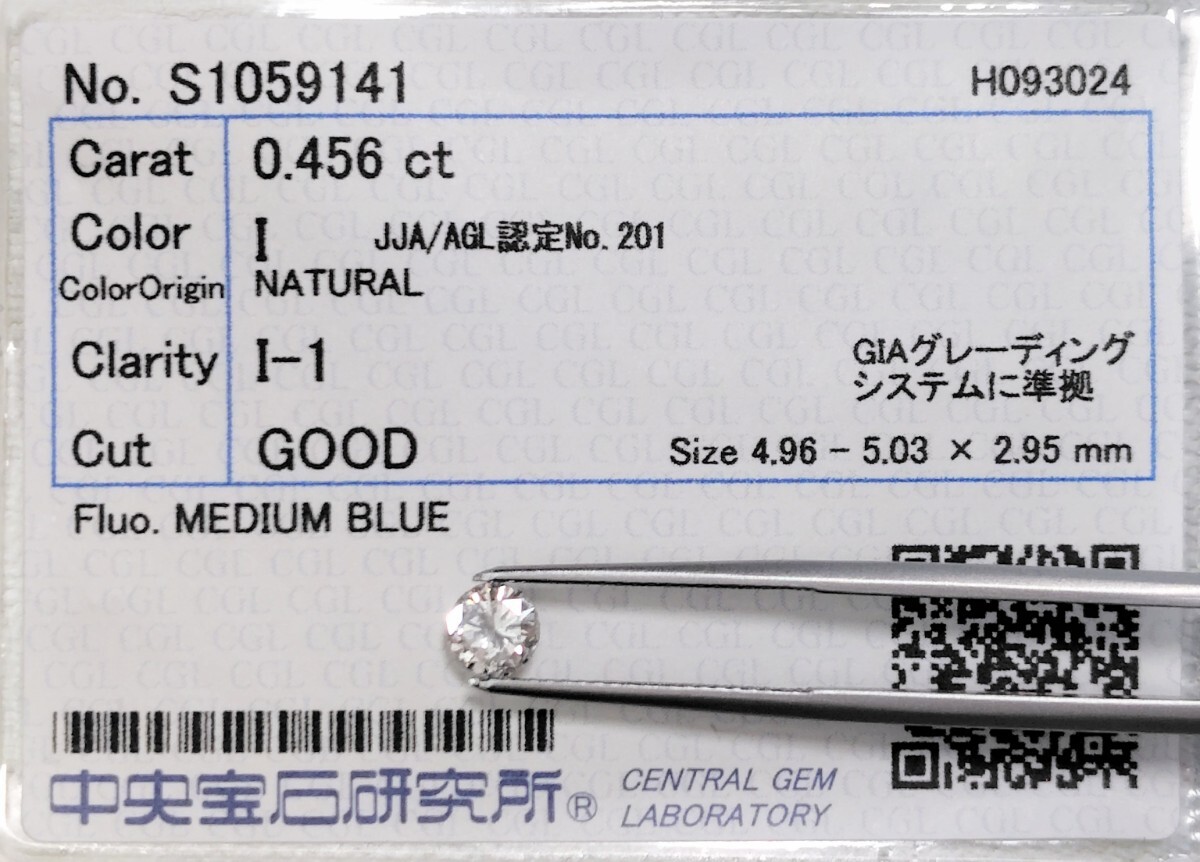 No. S1059141 H093024
Carat 0.456 ct
Color I JJA/AGL認定No. 201
ColorOrigin NATURAL
Clarity I-1 GIAグレーディング
システムに準拠
Cut GOOD Size 4.96 - 5.03 × 2.95 mm
Fluo. MEDIUM BLUE
中央宝石研究所® CENTRAL GEM
LABORATORY